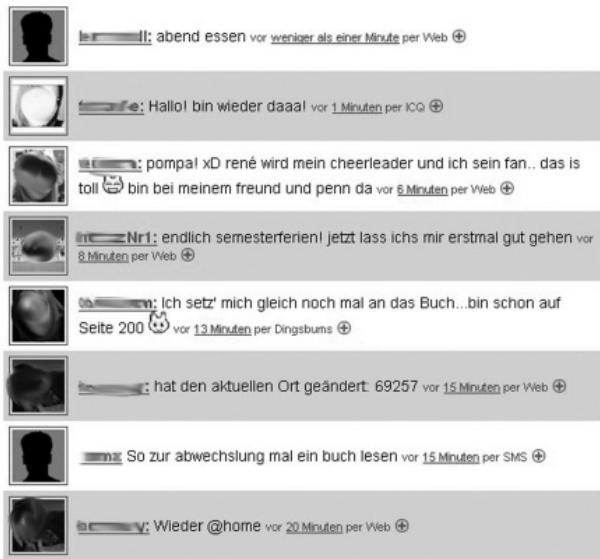 ll: abend essen vor weniger als einer Minute per Web
e: Hallo! bin wieder daaa! vor 1 Minuten per ICQ
: pompa! xD rené wird mein cheerleader und ich sein fan.. das is
toll bin bei meinem freund und penn da vor 6 Minuten per Web
Nr1: endlich semesterferien! jetzt lass ichs mir erstmal gut gehen vor
8 Minuten per Web
: Ich setz' mich gleich noch mal an das Buch...bin schon auf
Seite 200 vor 13 Minuten per Dingsbums
: hat den aktuellen Ort geändert: 69257 vor 15 Minuten per Web
So zur abwechslung mal ein buch lesen vor 15 Minuten per SMS
: Wieder @home vor 20 Minuten per Web